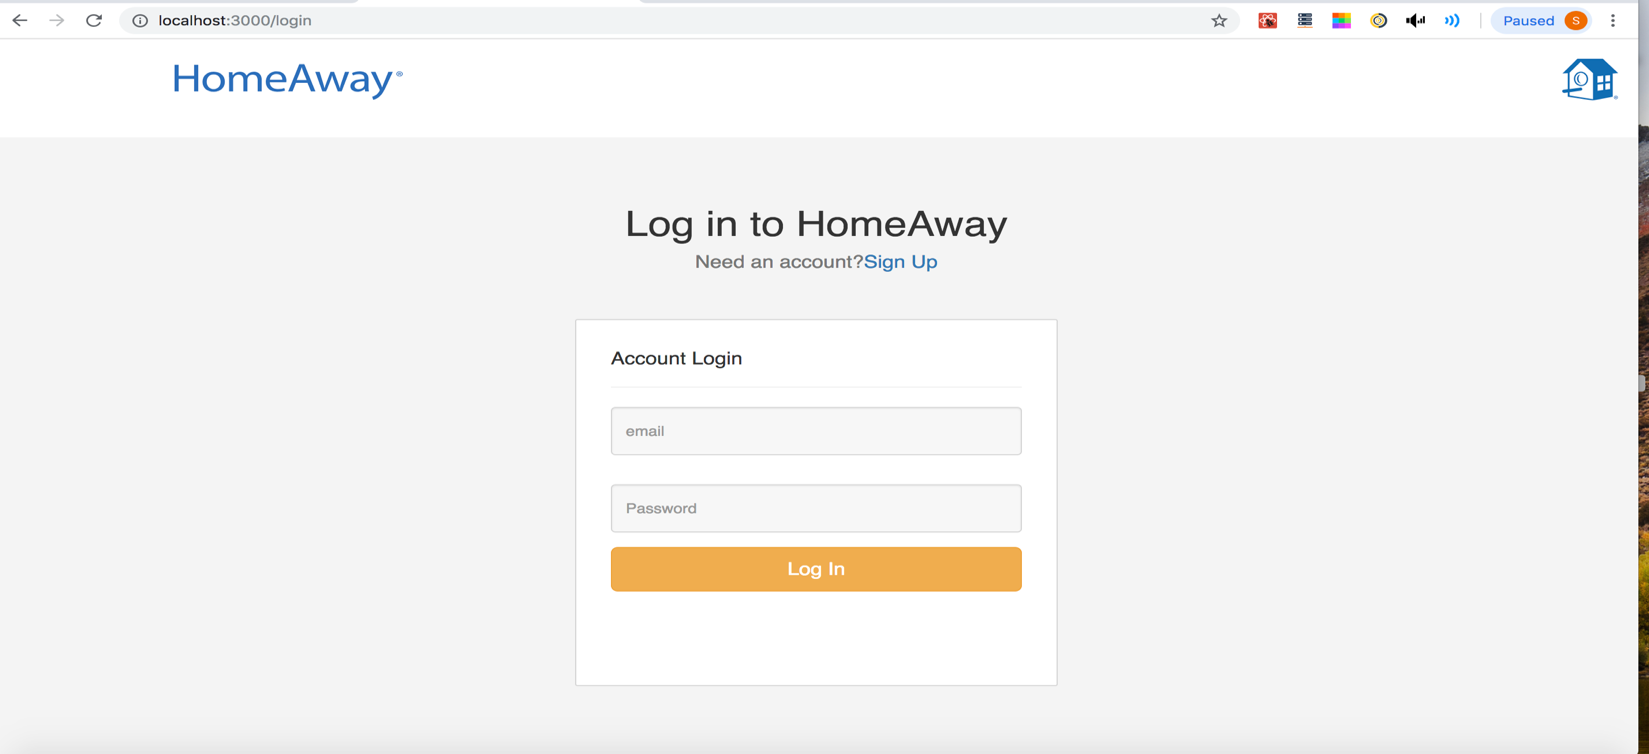 localhost:3000/login
Paused S
HomeAway®
Log in to HomeAway
Need an account?Sign Up
Account Login
email
Password
Log In